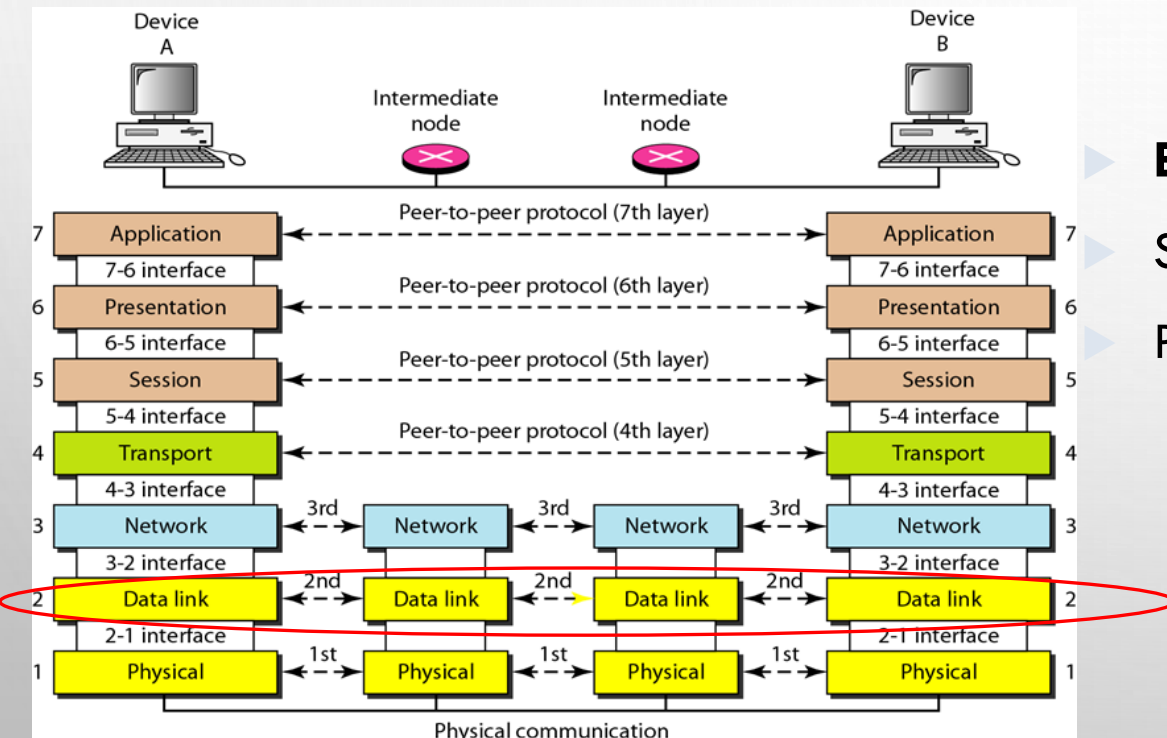 Device
A
Device
B
Intermediate
node
Intermediate
node
Peer-to-peer protocol (7th layer)
7 Application Application 7
7-6 interface 7-6 interface
Peer-to-peer protocol (6th layer)
6 Presentation Presentation 6
6-5 interface 6-5 interface
Peer-to-peer protocol (5th layer)
5 Session Session 5
5-4 interface 5-4 interface
Peer-to-peer protocol (4th layer)
4 Transport Transport 4
4-3 interface 4-3 interface
3rd 3rd 3rd
3 Network Network Network Network 3
3-2 interface 3-2 interface
2nd 2nd 2nd
2 Data link Data link Data link Data link 2
2-1 interface 2-1 interface
1st 1st 1st
1 Physical Physical Physical Physical 1
Physical communication